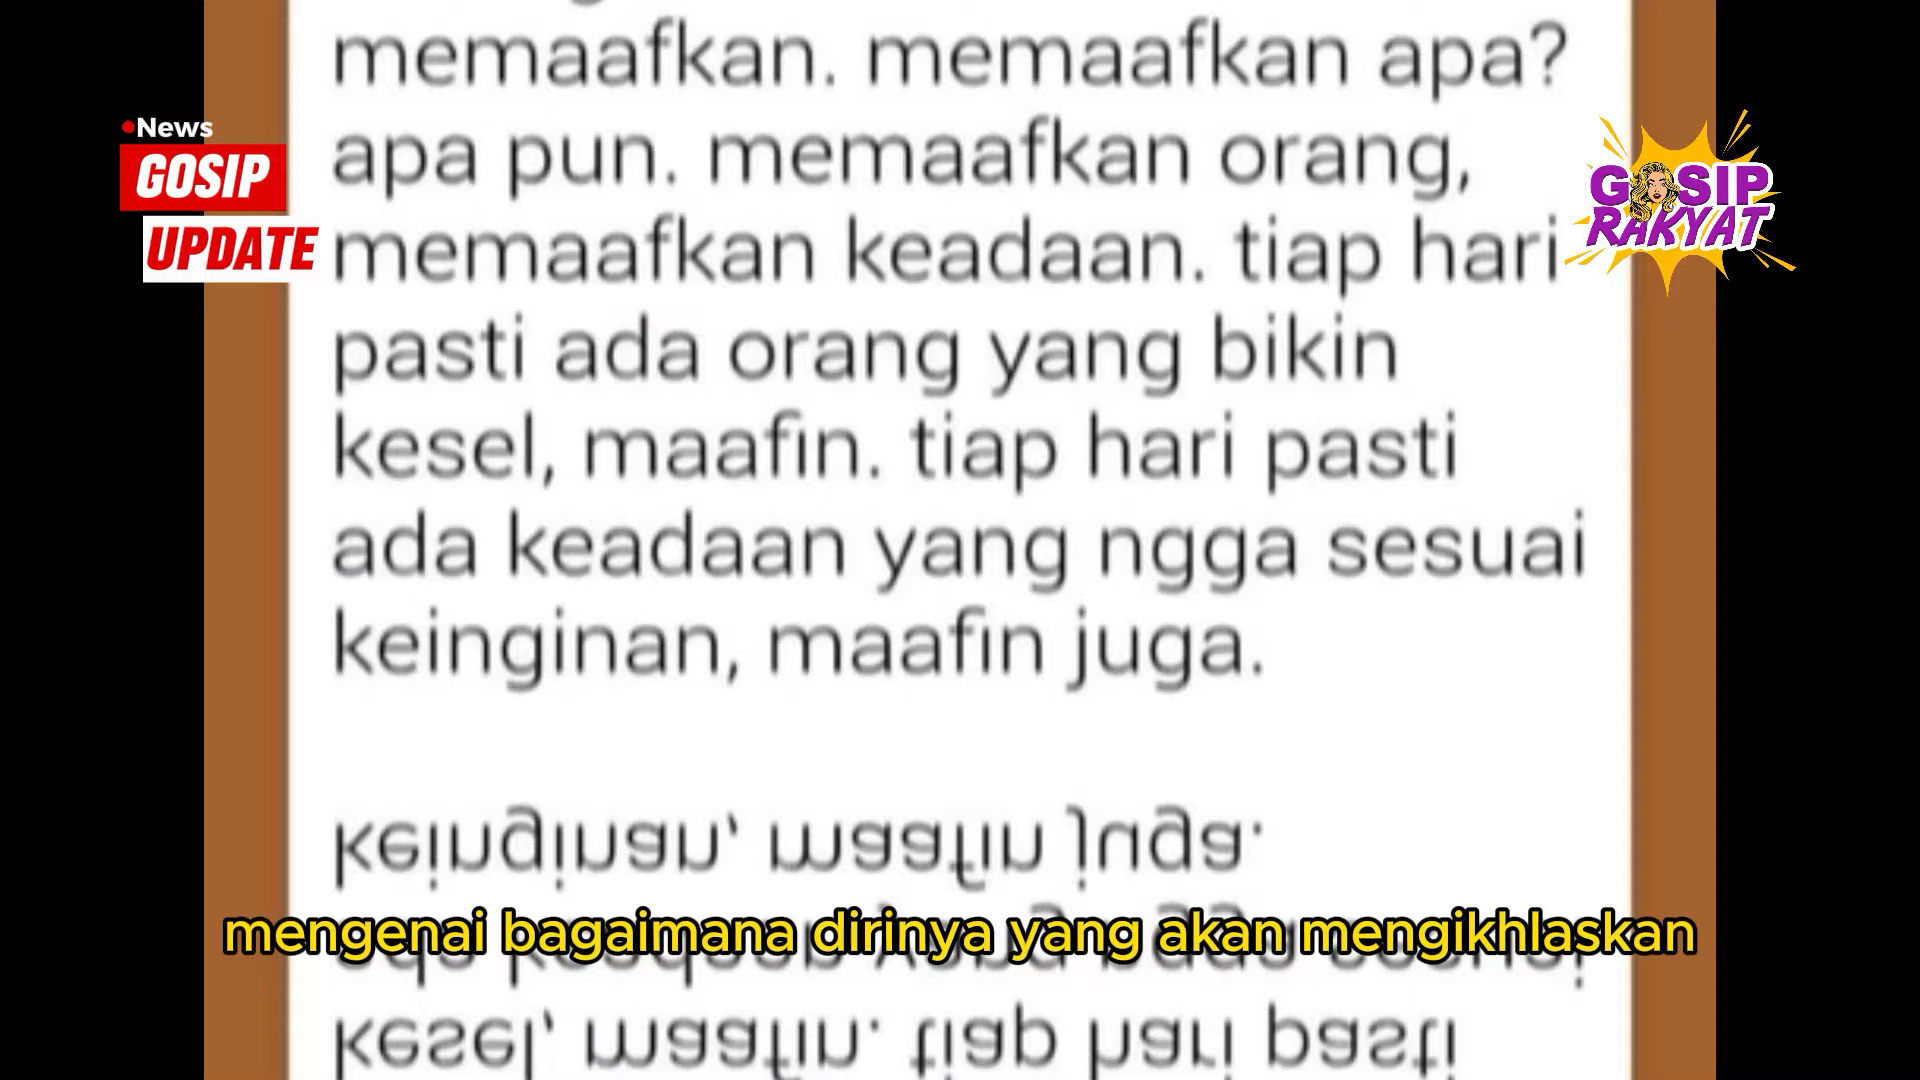 memaafkan. memaafkan apa?
apa pun. memaafkan orang,
memaafkan keadaan. tiap hari
pasti ada orang yang bikin
kesel, maafin. tiap hari pasti
ada keadaan yang ngga sesuai
keinginan, maafin juga.
News
GOSIP
UPDATE
GOSIP
RAKYAT
keinginan, maafin juga.
mengenai bagaimana dirinya yang akan mengikhlaskan
kesel, maafin. tiap hari pasti